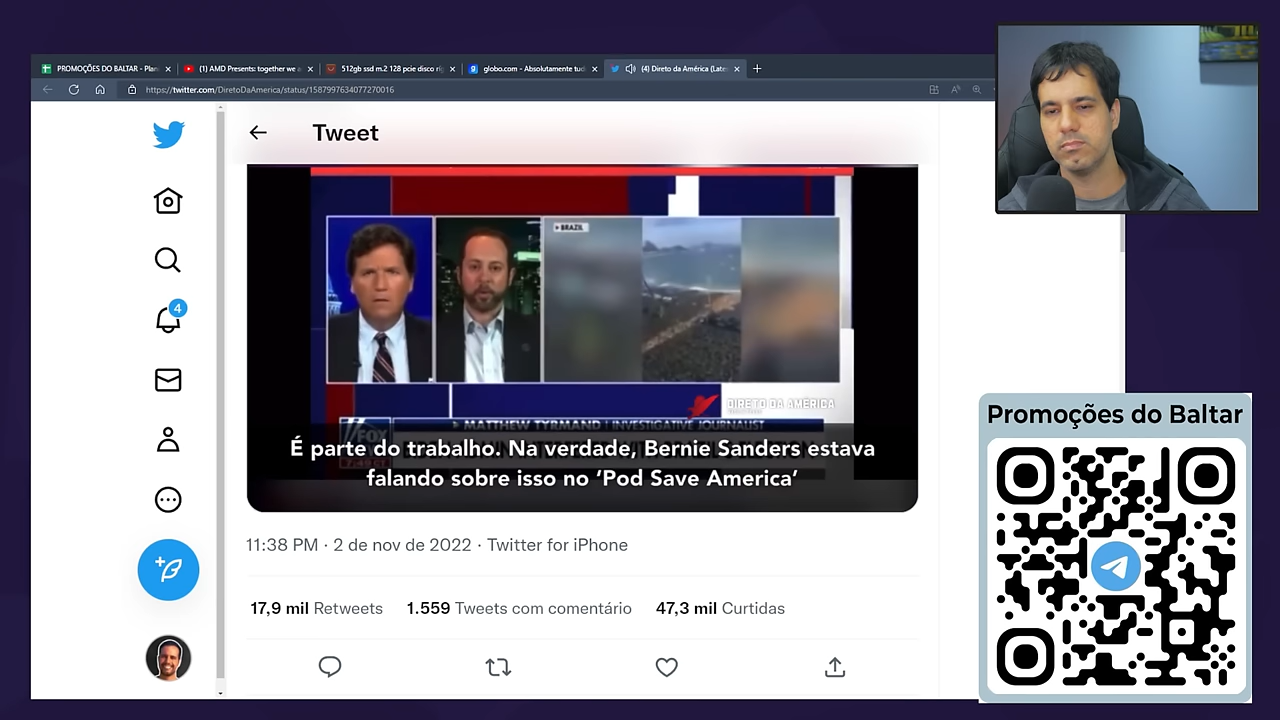 PROMOÇÕES DO BALTAR - Plan
(1) AMD Presents: together we a
512gb ssd m.2 128 pcie disco rig
globo.com - Absolutamente tud
(4) Direto da América (Late
https://twitter.com/DiretoDaAmerica/status/1587997634077270016
Tweet
4
BRAZIL
DIRETO DA AMÉRICA
MATTHEW TYRMAND | INVESTIGATIVE JOURNALIST
FOX
É parte do trabalho. Na verdade, Bernie Sanders estava
falando sobre isso no ‘Pod Save America’
11:38 PM · 2 de nov de 2022 · Twitter for iPhone
17,9 mil Retweets 1.559 Tweets com comentário 47,3 mil Curtidas
Promoções do Baltar